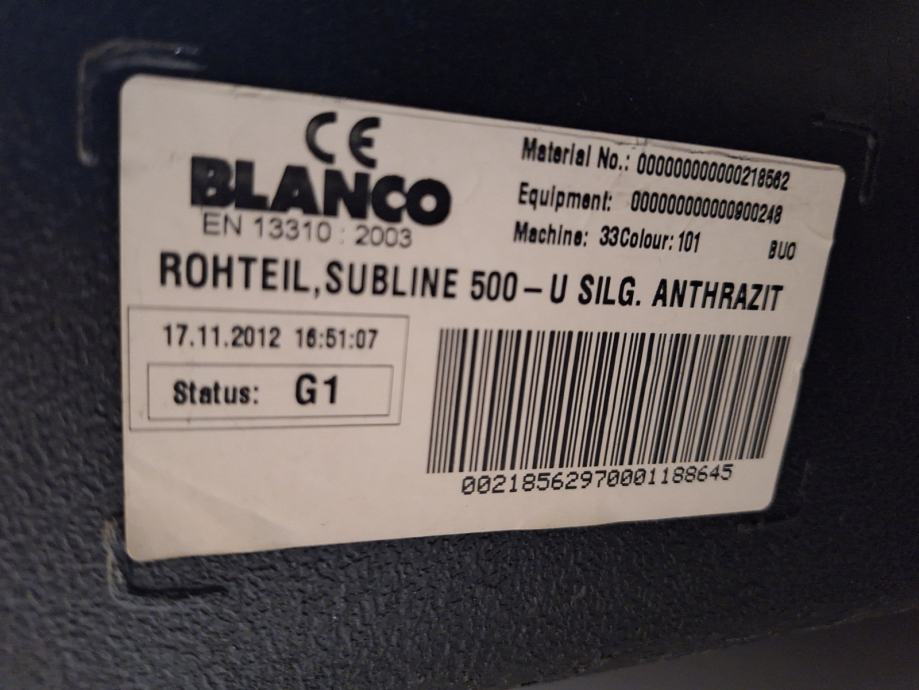 CE
BLANCO
EN 13310 : 2003
Material No.: 000000000000218562
Equipment: 000000000000900248
Machine: 33Colour: 101 BUO
ROHTEIL,SUBLINE 500-U SILG. ANTHRAZIT
17.11.2012 16:51:07
Status: G1
00218562970001188645